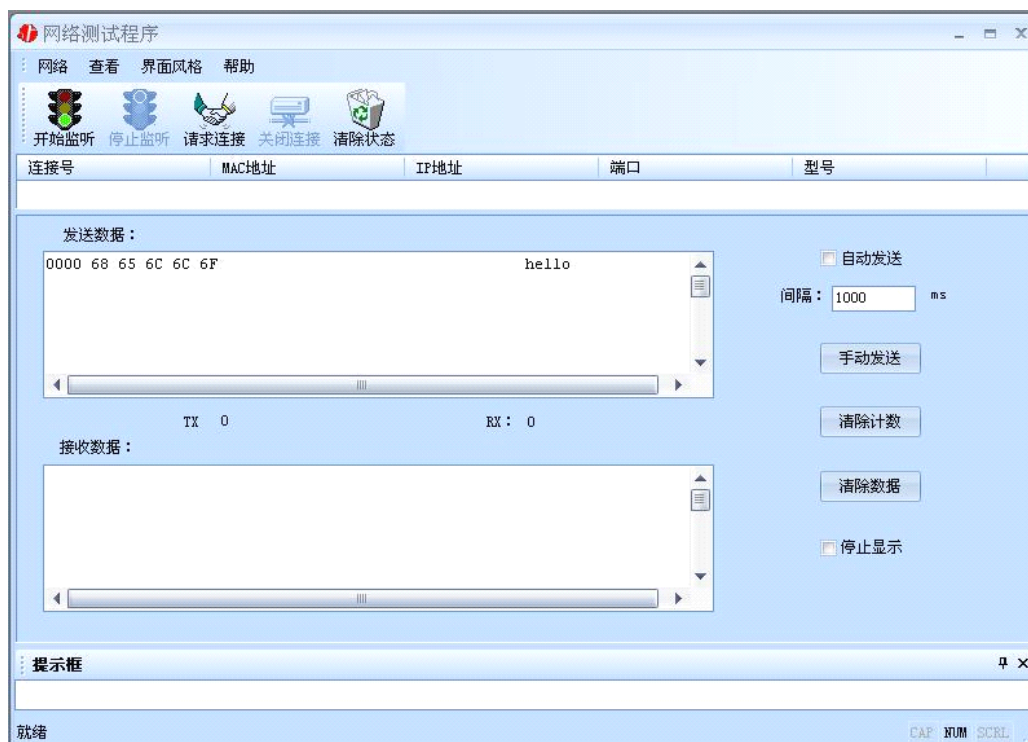 网络测试程序
网络 查看 界面风格 帮助
开始监听 停止监听 请求连接 关闭连接 清除状态
连接号 MAC地址 IP地址 端口 型号
发送数据：
0000 68 65 6C 6C 6F hello
自动发送
间隔： 1000 ms
手动发送
TX 0 RX： 0
清除计数
接收数据：
清除数据
停止显示
提示框
就绪 CAP NUM SCRL